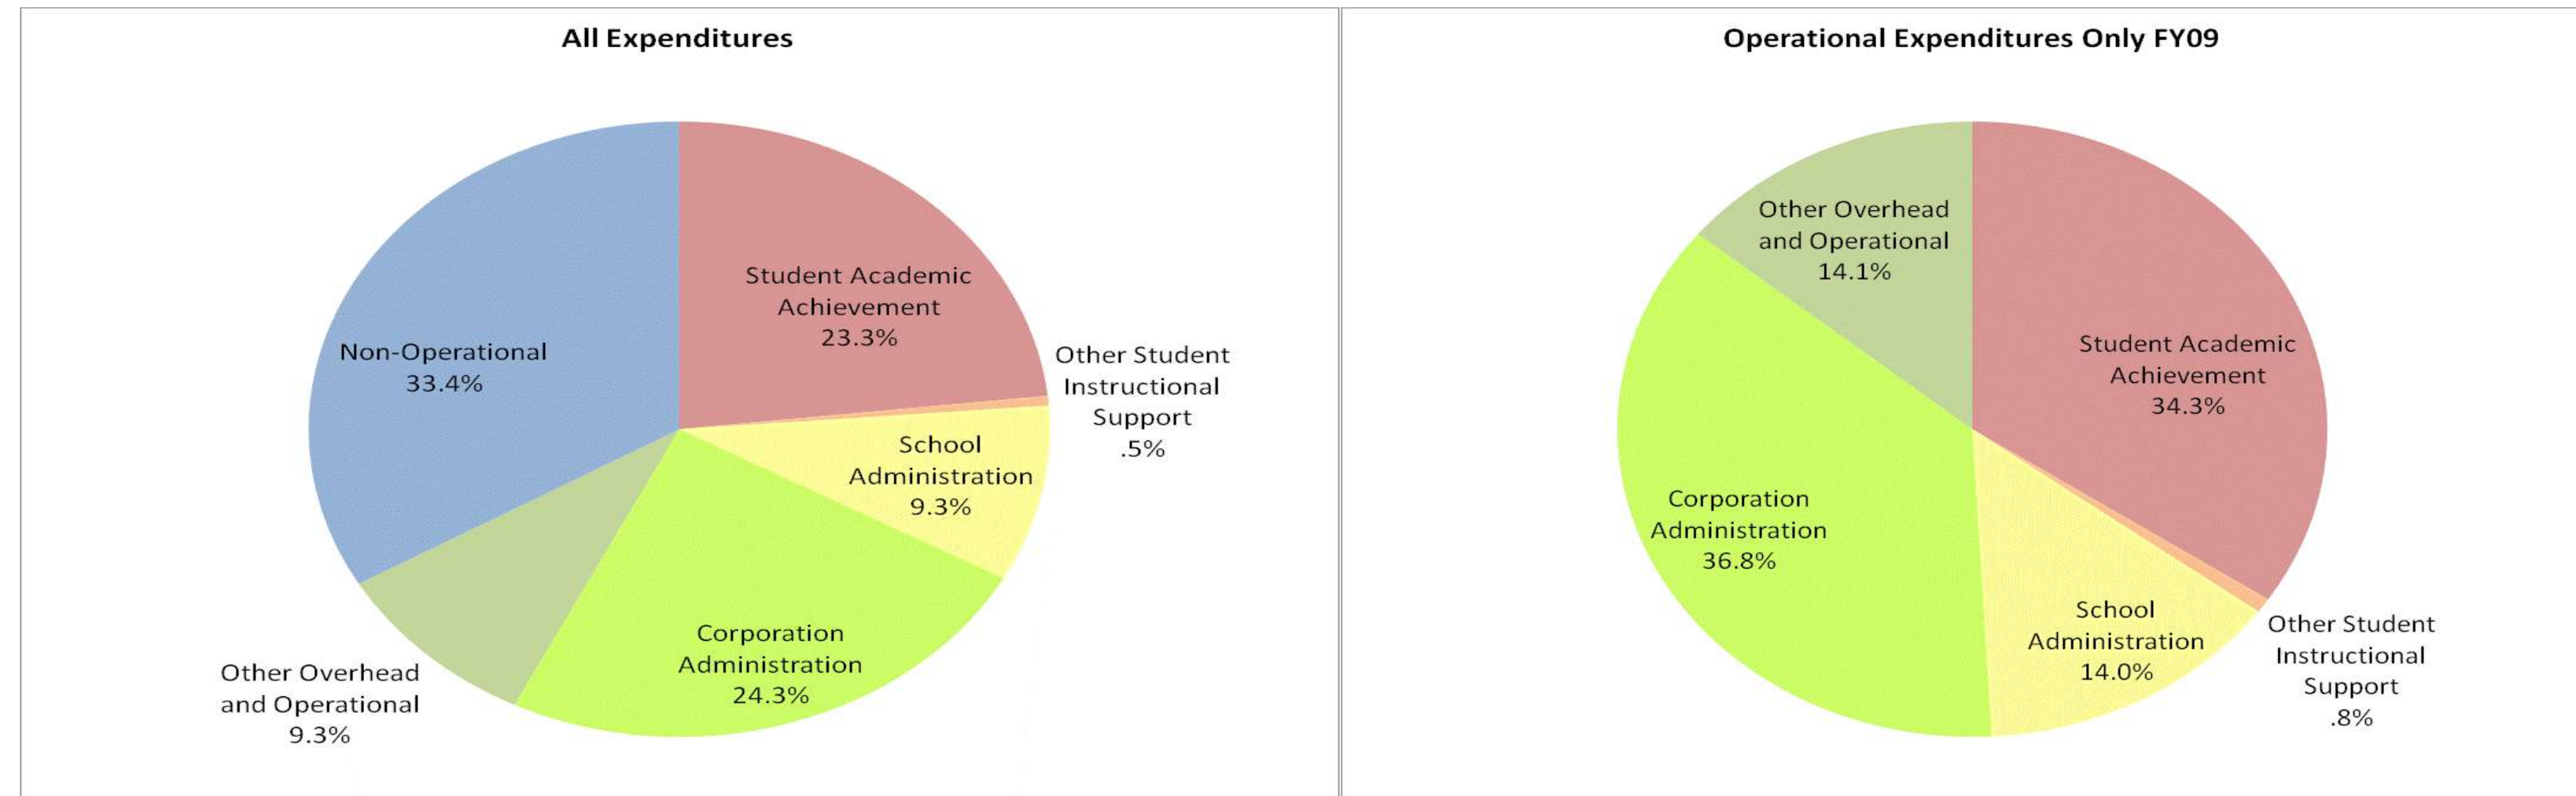 All Expenditures
Non-Operational
33.4%
Student Academic
Achievement
23.3%
Other Student
Instructional
Support
.5%
School
Administration
9.3%
Corporation
Administration
24.3%
Other Overhead
and Operational
9.3%
Operational Expenditures Only FY09
Other Overhead
and Operational
14.1%
Student Academic
Achievement
34.3%
Corporation
Administration
36.8%
School
Administration
14.0%
Other Student
Instructional
Support
.8%